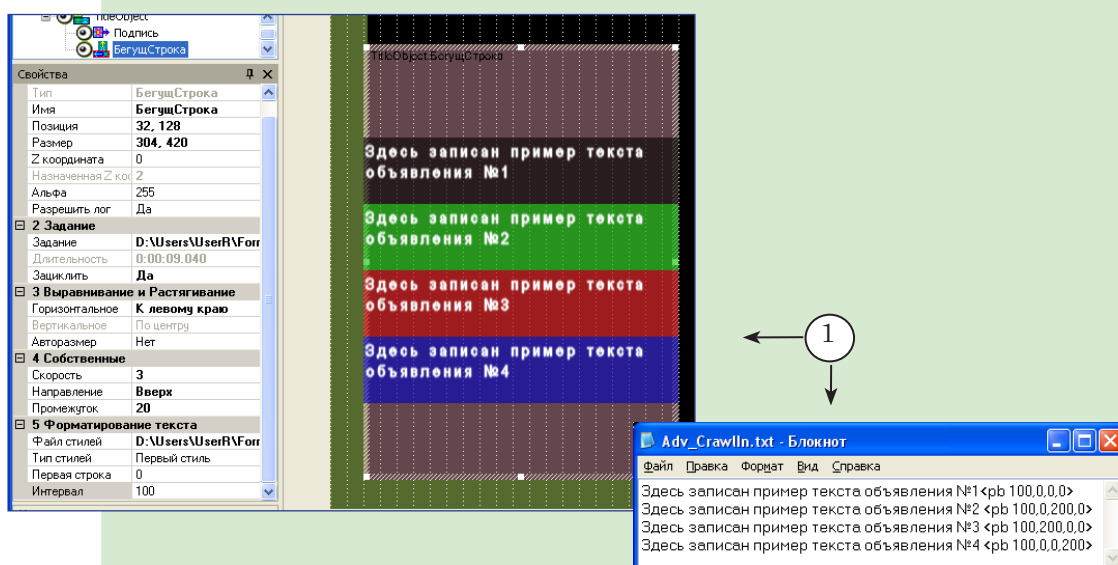 TitleObject
Подпись
БегущСтрока
Свойства
Тип БегущСтрока
Имя БегущСтрока
Позиция 32, 128
Размер 304, 420
Z координата 0
Назначенная Z кос 2
Альфа 255
Разрешить лог Да
2 Задание
Задание D:\Users\UserR\Forr
Длительность 0:00:09.040
Зациклить Да
3 Выравнивание и Растягивание
Горизонтальное К левому краю
Вертикальное По центру
Авторазмер Нет
4 Собственные
Скорость 3
Направление Вверх
Промежуток 20
5 Форматирование текста
Файл стилей D:\Users\UserR\Forr
Тип стилей Первый стиль
Первая строка 0
Интервал 100
TitleObject.БегущСтрока
Здесь записан пример текста
объявления №1
Здесь записан пример текста
объявления №2
Здесь записан пример текста
объявления №3
Здесь записан пример текста
объявления №4
1
Adv_CrawlIn.txt - Блокнот
Файл Правка Формат Вид Справка
Здесь записан пример текста объявления №1<pb 100,0,0,0>
Здесь записан пример текста объявления №2 <pb 100,0,200,0>
Здесь записан пример текста объявления №3 <pb 100,200,0,0>
Здесь записан пример текста объявления №4 <pb 100,0,0,200>